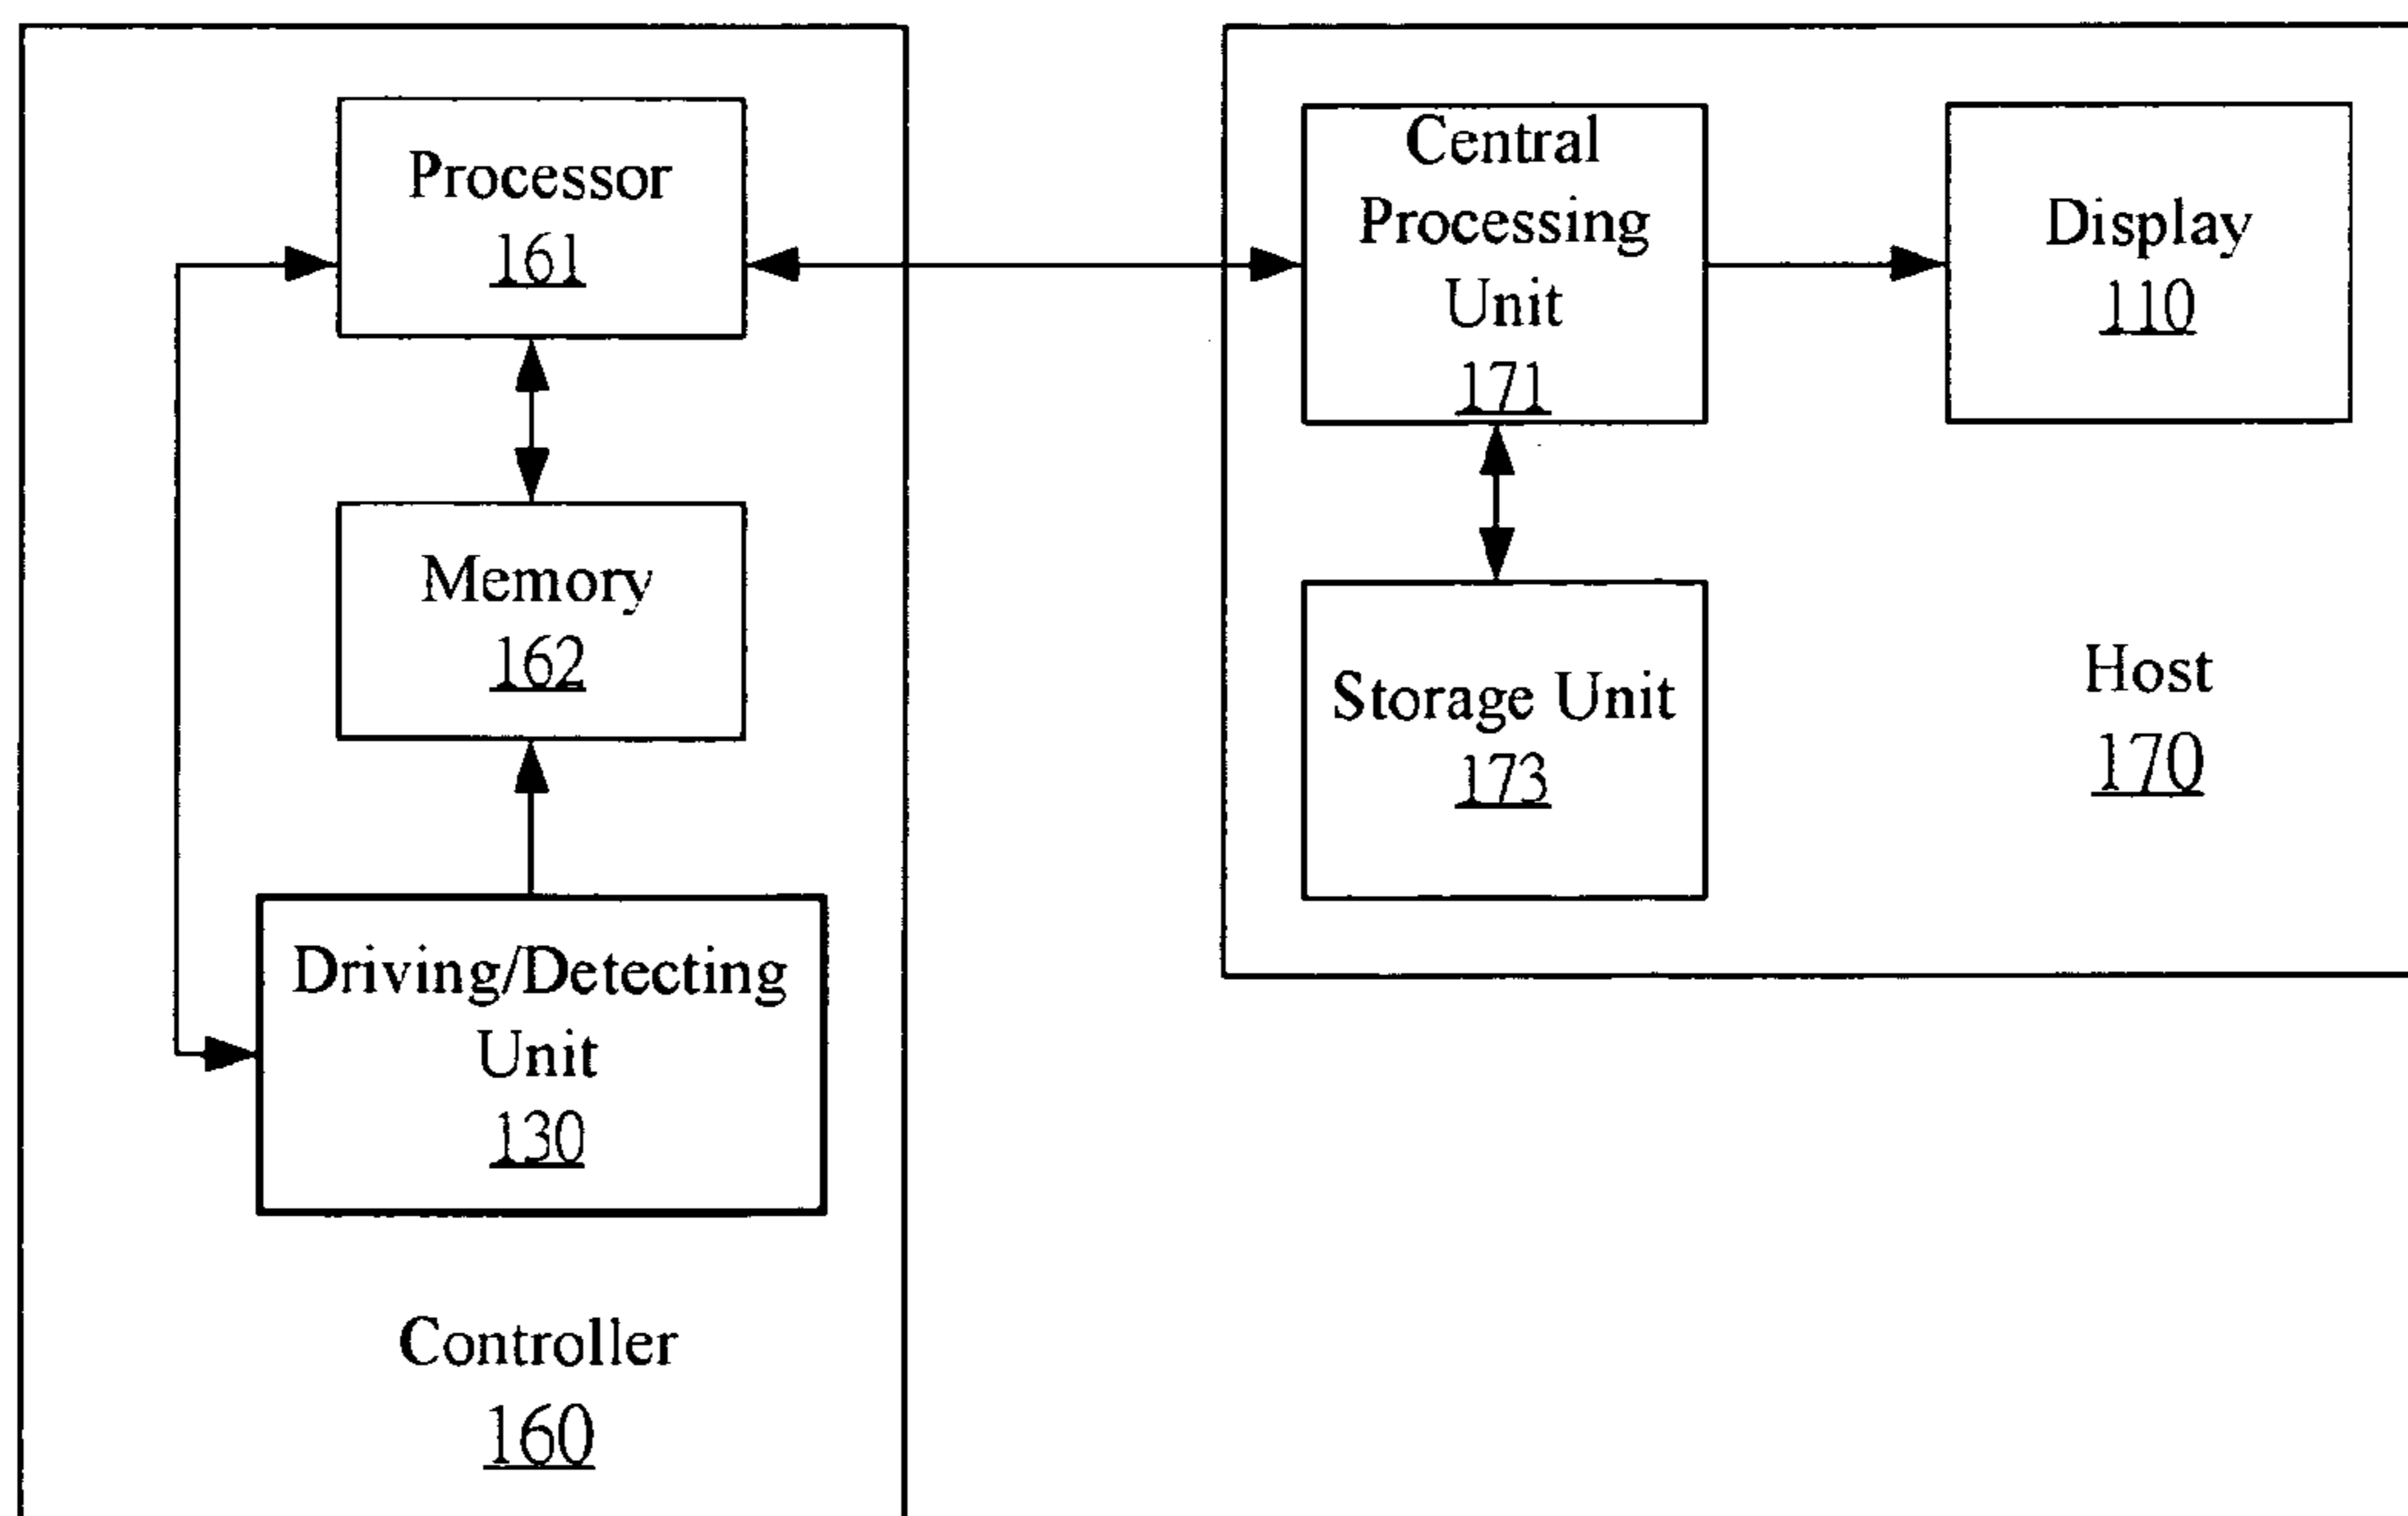 Processor
161
Memory
162
Driving/Detecting
Unit
130
Controller
160
Central
Processing
Unit
171
Display
110
Storage Unit
173
Host
170